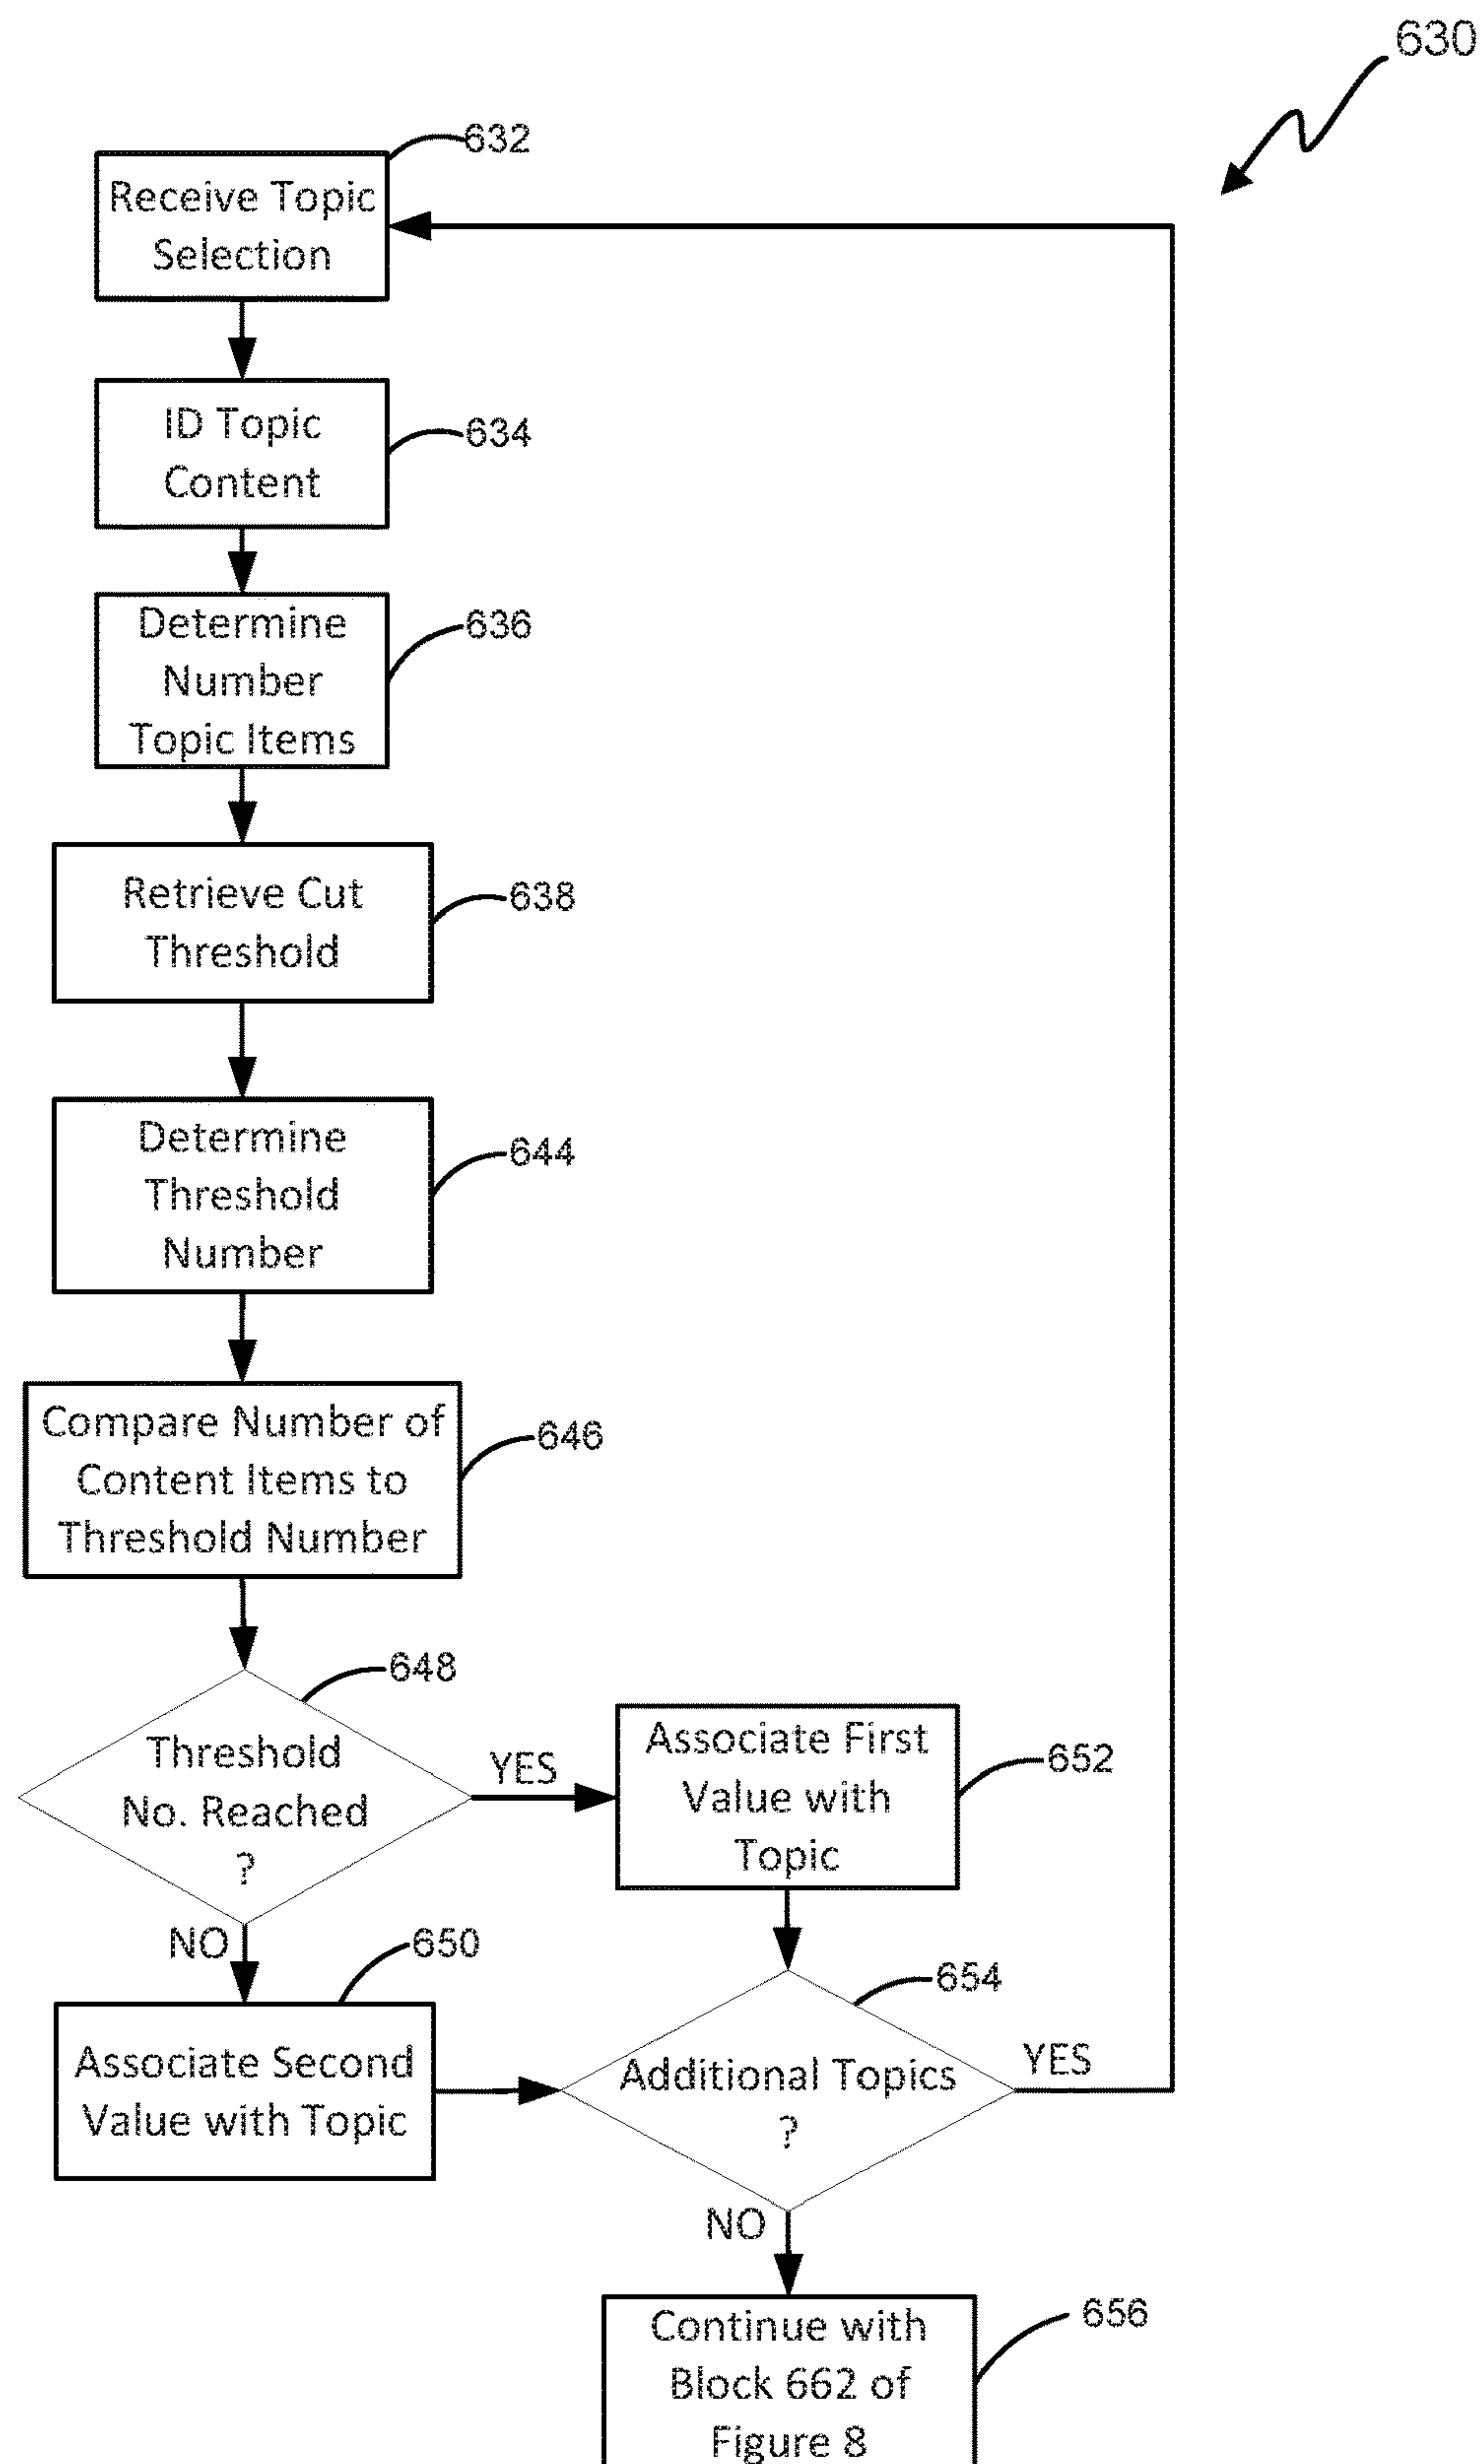 630
632
Receive Topic
Selection
ID Topic
Content
634
Determine
Number
Topic Items
636
Retrieve Cut
Threshold
638
Determine
Threshold
Number
644
Compare Number of
Content Items to
Threshold Number
646
648
Threshold
No. Reached
?
YES
NO
Associate First
Value with
Topic
652
650
Associate Second
Value with Topic
654
Additional Topics
?
YES
NO
Continue with
Block 662 of
Figure 8
656